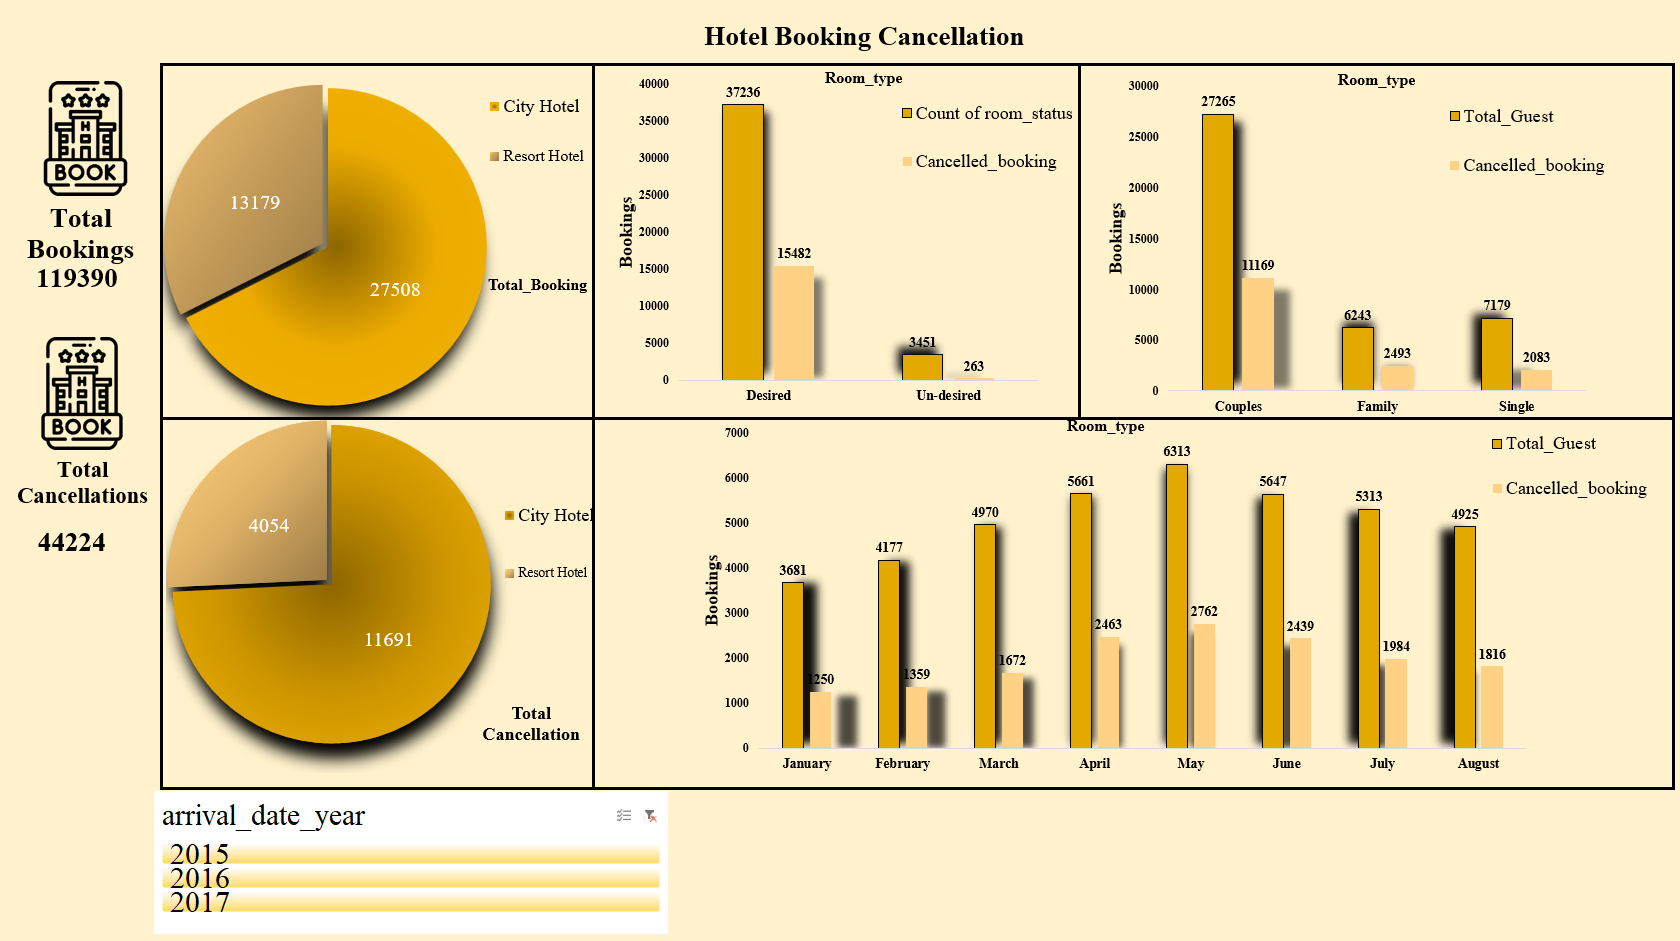 Hotel Booking Cancellation
BOOK
Total
Bookings
119390
BOOK
Total
Cancellations
44224
City Hotel
Resort Hotel
13179
27508
Total_Booking
Room_type
Count of room_status
Cancelled_booking
Bookings
40000
35000
30000
25000
20000
15000
10000
5000
0
37236
15482
3451
263
Desired
Un-desired
Room_type
Total_Guest
Cancelled_booking
Bookings
30000
25000
20000
15000
10000
5000
0
27265
11169
6243
2493
7179
2083
Couples
Family
Single
City Hotel
Resort Hotel
4054
11691
Total
Cancellation
Room_type
Total_Guest
Cancelled_booking
Bookings
7000
6000
5000
4000
3000
2000
1000
0
3681
1250
4177
1359
4970
1672
5661
2463
6313
2762
5647
2439
5313
1984
4925
1816
January
February
March
April
May
June
July
August
arrival_date_year
2015
2016
2017